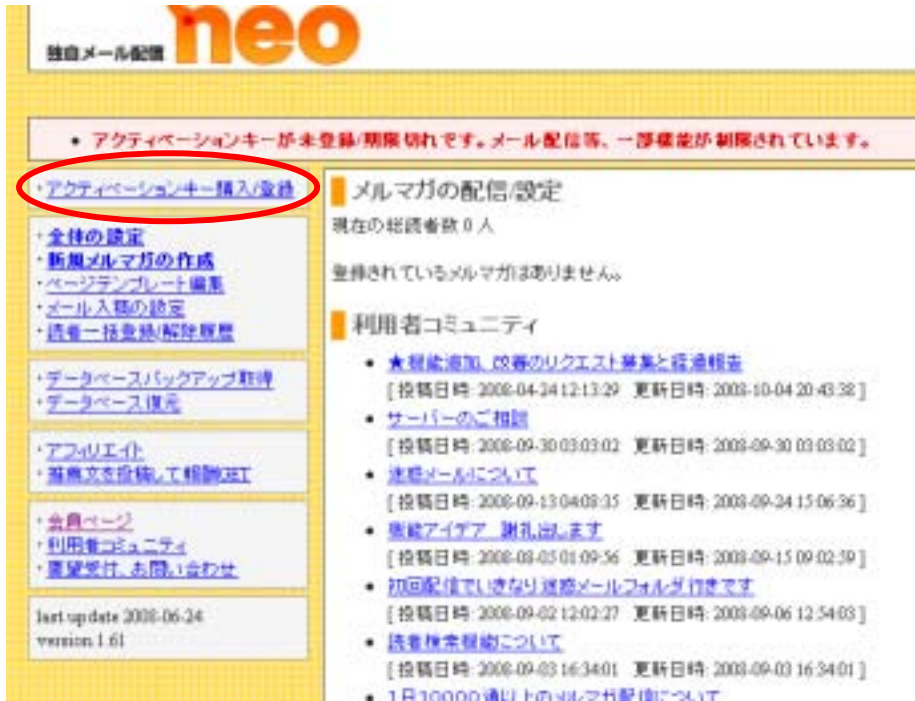 独自メール配信 neo
・アクティベーションキーが未登録/期限切れです。メール配信等、一部機能が制限されています。
・アクティベーションキー購入/登録
・全体の設定
・新規メルマガの作成
・ページテンプレート編集
・メール入稿の設定
・読者一括登録/解除履歴
・データベースバックアップ取得
・データベース復元
・アフィリエイト
・推薦文を投稿して報酬GET
・会員ページ
・利用者コミュニティ
・要望受付、お問い合わせ
last update 2008-06-24
version 1.61
メルマガの配信/設定
現在の総読者数 0 人
登録されているメルマガはありません。
利用者コミュニティ
• ★機能追加、改善のリクエスト募集と経過報告
[ 投稿日時: 2008-04-24 12:13:29 更新日時: 2008-10-04 20:43:38 ]
• サーバーのご相談
[ 投稿日時: 2008-09-30 03:03:02 更新日時: 2008-09-30 03:03:02 ]
• 迷惑メールについて
[ 投稿日時: 2008-09-13 04:08:35 更新日時: 2008-09-24 15:06:36 ]
• 機能アイデア 謝礼出します
[ 投稿日時: 2008-08-05 01:09:56 更新日時: 2008-09-15 09:02:59 ]
• 初回配信でいきなり迷惑メールフォルダ行きです
[ 投稿日時: 2008-09-02 12:02:27 更新日時: 2008-09-06 12:54:03 ]
• 読者検索機能について
[ 投稿日時: 2008-09-03 16:34:01 更新日時: 2008-09-03 16:34:01 ]
• 1日10000通以上のメルマガ配信について